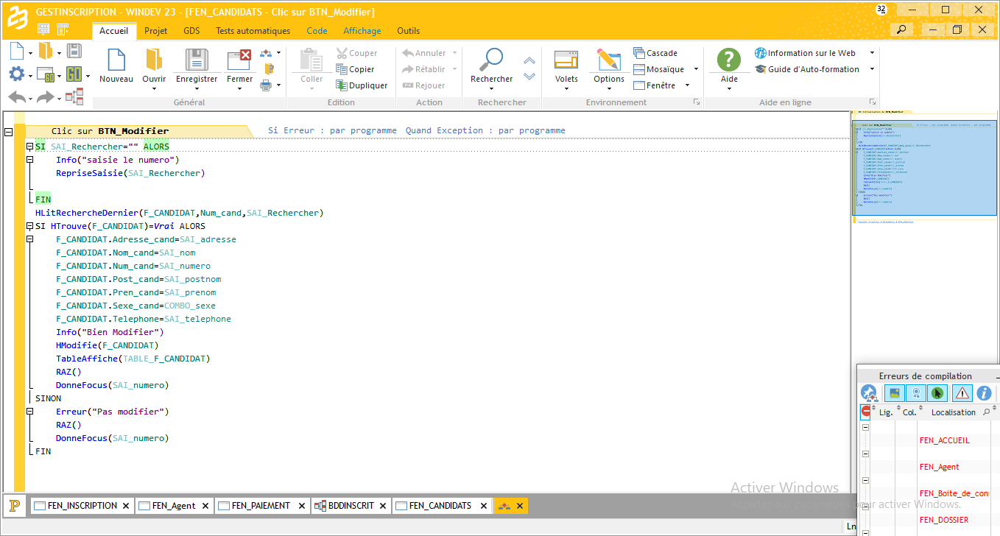 GESTINSCRIPTION - WINDEV 23 - [FEN_CANDIDATS - Clic sur BTN_Modifier]
32
Accueil Projet GDS Tests automatiques Code Affichage Outils
Nouveau Ouvrir Enregistrer Fermer
Général
Coller Couper Copier Dupliquer
Edition
Annuler Rétablir Rejouer
Action
Rechercher
Rechercher
Volets Options Cascade Mosaïque Fenêtre
Environnement
Aide Information sur le Web Guide d'Auto-formation
Aide en ligne
Clic sur BTN_Modifier Si Erreur : par programme Quand Exception : par programme
SI SAI_Rechercher="" ALORS
Info("saisie le numero")
RepriseSaisie(SAI_Rechercher)
FIN
HLitRechercheDernier(F_CANDIDAT,Num_cand,SAI_Rechercher)
SI HTrouve(F_CANDIDAT)=Vrai ALORS
F_CANDIDAT.Adresse_cand=SAI_adresse
F_CANDIDAT.Nom_cand=SAI_nom
F_CANDIDAT.Num_cand=SAI_numero
F_CANDIDAT.Post_cand=SAI_postnom
F_CANDIDAT.Pren_cand=SAI_prenom
F_CANDIDAT.Sexe_cand=COMBO_sexe
F_CANDIDAT.Telephone=SAI_telephone
Info("Bien Modifier")
HModifie(F_CANDIDAT)
TableAffiche(TABLE_F_CANDIDAT)
RAZ()
DonneFocus(SAI_numero)
SINON
Erreur("Pas modifier")
RAZ()
DonneFocus(SAI_numero)
FIN
Erreurs de compilation
Lig. Col. Localisation
FEN_ACCUEIL
FEN_Agent
FEN_Boite_de_con
FEN_DOSSIER
Activer Windows
Accédez aux paramètres pour activer Windows.
FEN_INSCRIPTION FEN_Agent FEN_PAIEMENT BDDINSCRIT FEN_CANDIDATS
Ln